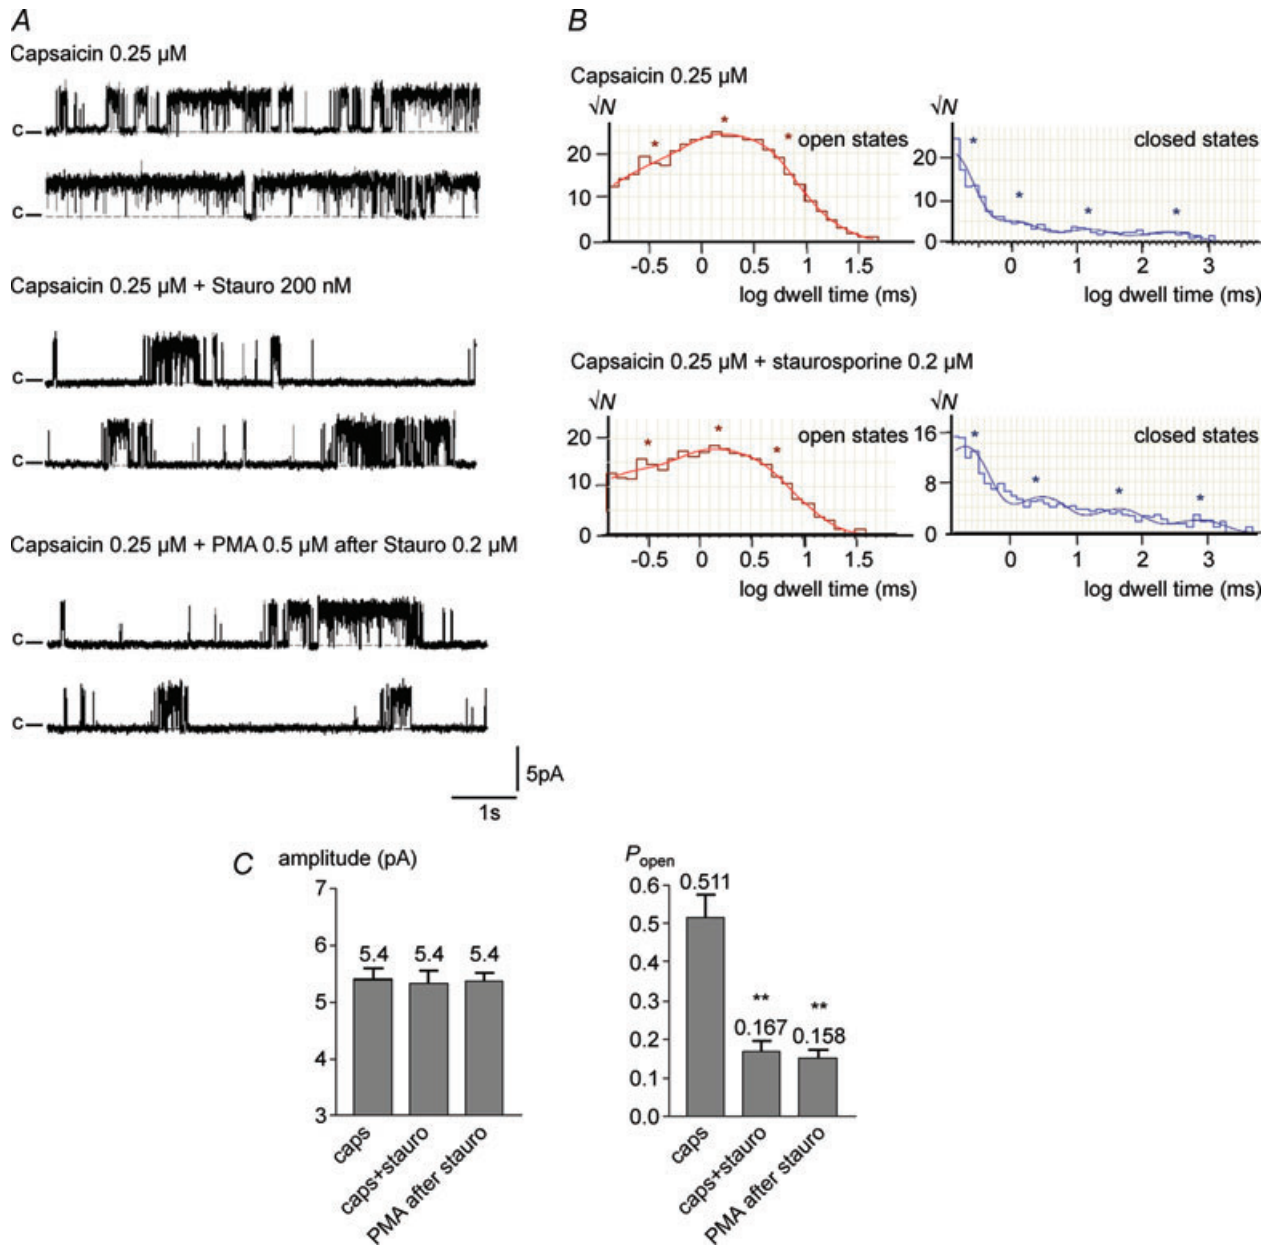 A
Capsaicin 0.25 µM
c
c
Capsaicin 0.25 µM + Stauro 200 nM
c
c
Capsaicin 0.25 µM + PMA 0.5 µM after Stauro 0.2 µM
c
c
5pA
1s
B
Capsaicin 0.25 µM
√N
* * *
open states
20
10
0
-0.5 0 0.5 1 1.5
log dwell time (ms)
√N
* * * *
closed states
20
10
0
0 1 2 3
log dwell time (ms)
Capsaicin 0.25 µM + staurosporine 0.2 µM
√N
* * *
open states
20
10
0
-0.5 0 0.5 1 1.5
log dwell time (ms)
√N
* * * *
closed states
16
8
0
0 1 2 3
log dwell time (ms)
C
amplitude (pA)
7
6
5
4
3
5.4 5.4 5.4
caps
caps+stauro
PMA after stauro
Popen
0.6
0.5
0.4
0.3
0.2
0.1
0.0
0.511
**
0.167
**
0.158
caps
caps+stauro
PMA after stauro